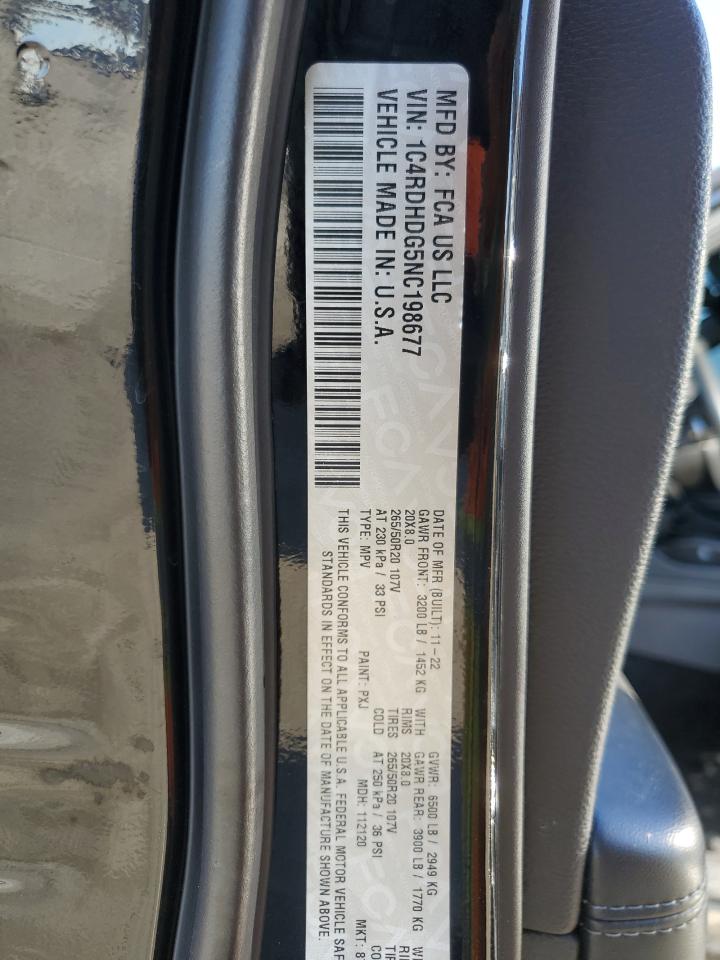 MFD BY: FCA US LLC
VIN: 1C4RDHDG5NC198677
VEHICLE MADE IN: U.S.A.
DATE OF MFR (BUILT): 11-22 GVWR: 6500 LB / 2949 KG
GAWR FRONT: 3200 LB / 1452 KG WITH GAWR REAR: 3900 LB / 1770 KG
20X8.0 RIMS 20X8.0
265/50R20 107V TIRES 265/50R20 107V
AT 230 kPa / 33 PSI COLD AT 250 kPa / 36 PSI
TYPE: MPV PAINT: PXJ MDH: 112120 MKT:
THIS VEHICLE CONFORMS TO ALL APPLICABLE U.S.A. FEDERAL MOTOR VEHICLE
STANDARDS IN EFFECT ON THE DATE OF MANUFACTURE SHOWN ABOVE.